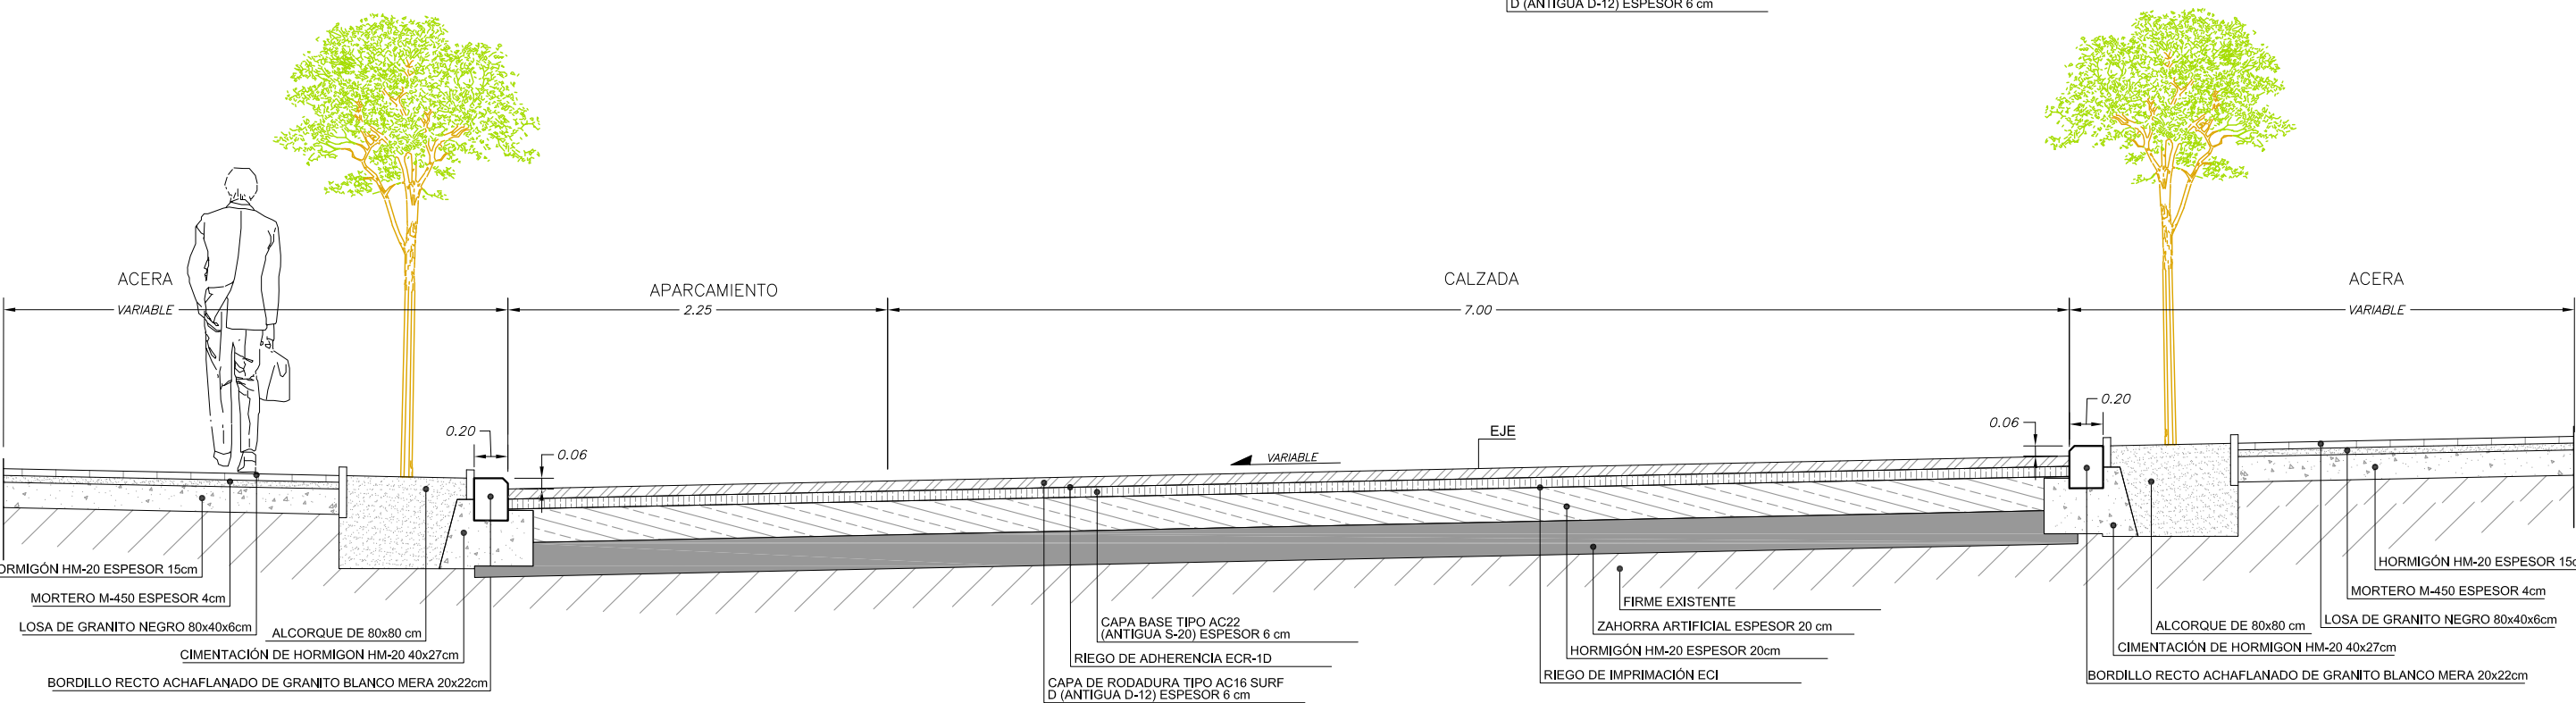 D (ANTIGUA D-12) ESPESOR 6 cm
ACERA
VARIABLE
APARCAMIENTO
2.25
CALZADA
7.00
ACERA
VARIABLE
0.20
0.06
EJE
VARIABLE
0.06
0.20
ORMIGÓN HM-20 ESPESOR 15cm
MORTERO M-450 ESPESOR 4cm
LOSA DE GRANITO NEGRO 80x40x6cm
ALCORQUE DE 80x80 cm
CIMENTACIÓN DE HORMIGON HM-20 40x27cm
BORDILLO RECTO ACHAFLANADO DE GRANITO BLANCO MERA 20x22cm
CAPA BASE TIPO AC22
(ANTIGUA S-20) ESPESOR 6 cm
RIEGO DE ADHERENCIA ECR-1D
CAPA DE RODADURA TIPO AC16 SURF
D (ANTIGUA D-12) ESPESOR 6 cm
FIRME EXISTENTE
ZAHORRA ARTIFICIAL ESPESOR 20 cm
HORMIGÓN HM-20 ESPESOR 20cm
RIEGO DE IMPRIMACIÓN ECI
HORMIGÓN HM-20 ESPESOR 15c
MORTERO M-450 ESPESOR 4cm
LOSA DE GRANITO NEGRO 80x40x6cm
ALCORQUE DE 80x80 cm
CIMENTACIÓN DE HORMIGON HM-20 40x27cm
BORDILLO RECTO ACHAFLANADO DE GRANITO BLANCO MERA 20x22cm